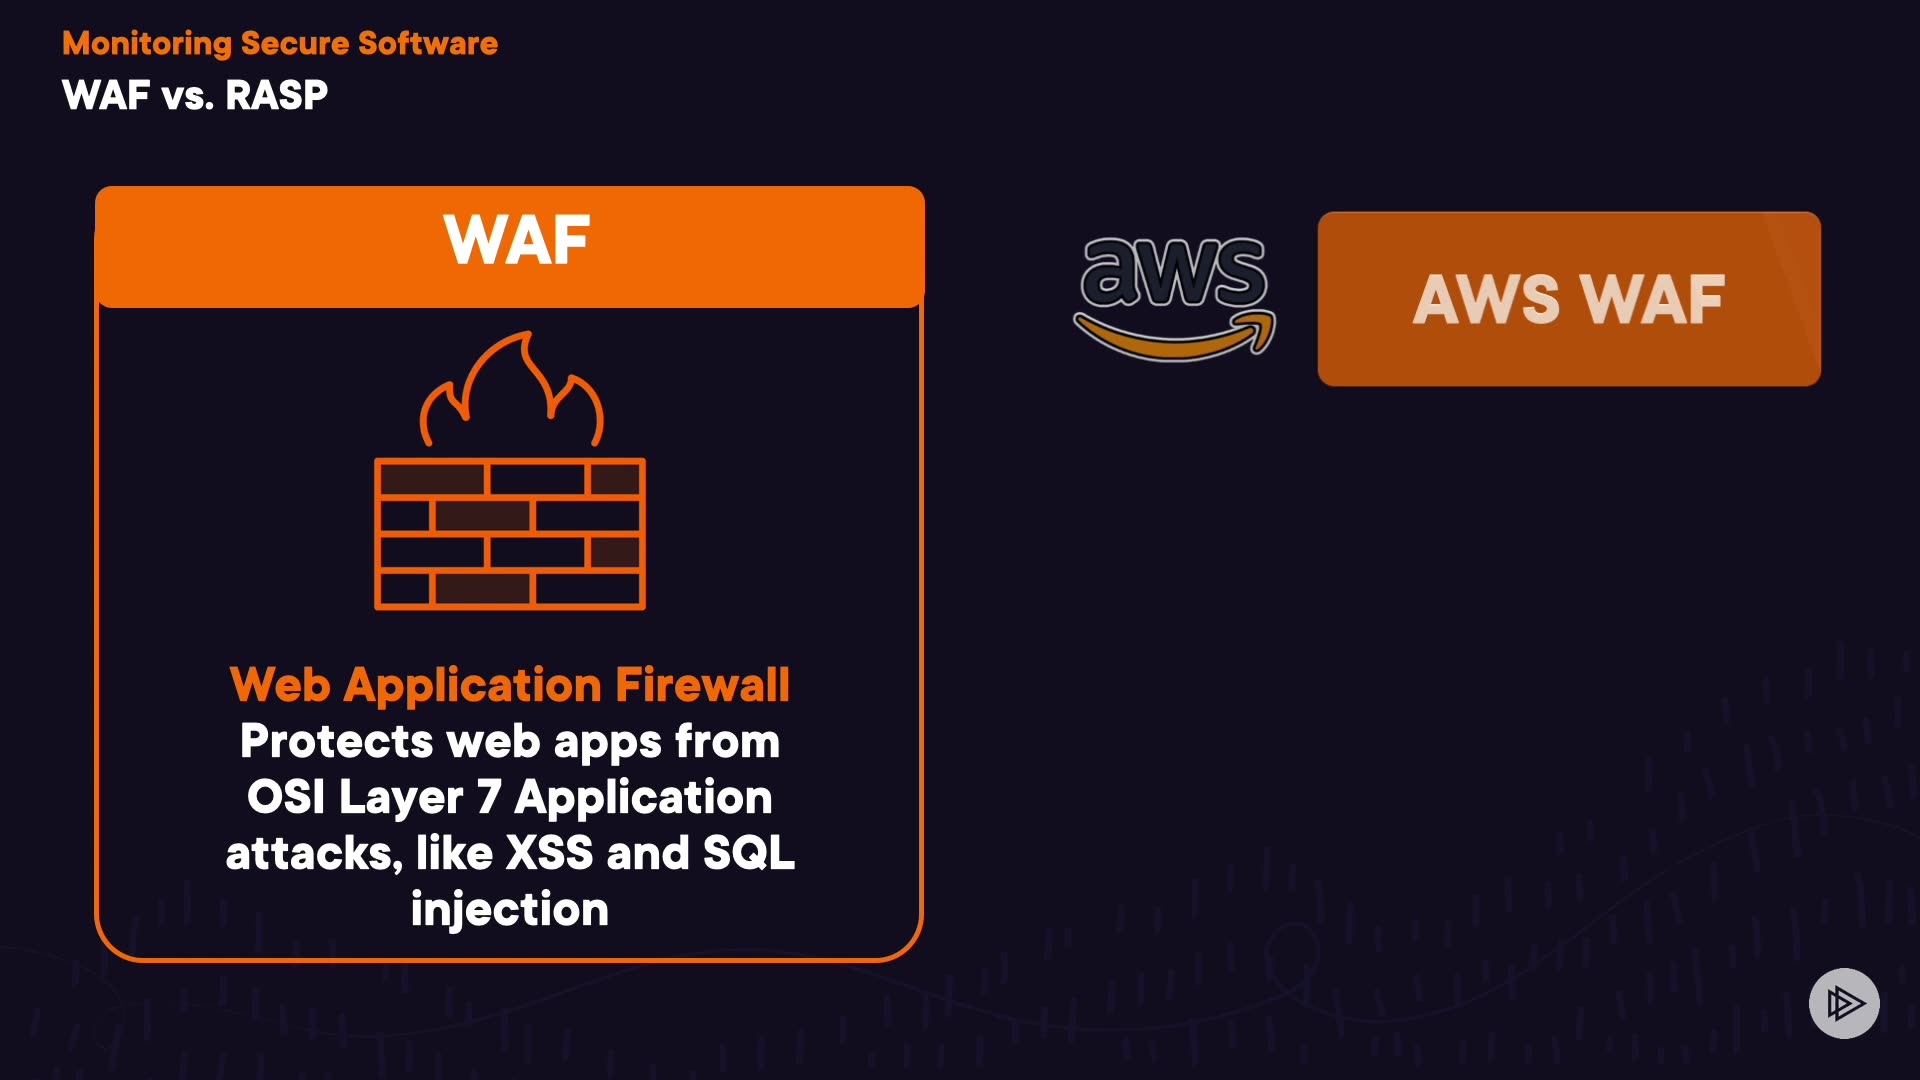 Monitoring Secure Software
WAF vs. RASP
WAF
Web Application Firewall
Protects web apps from
OSI Layer 7 Application
attacks, like XSS and SQL
injection
aws
AWS WAF